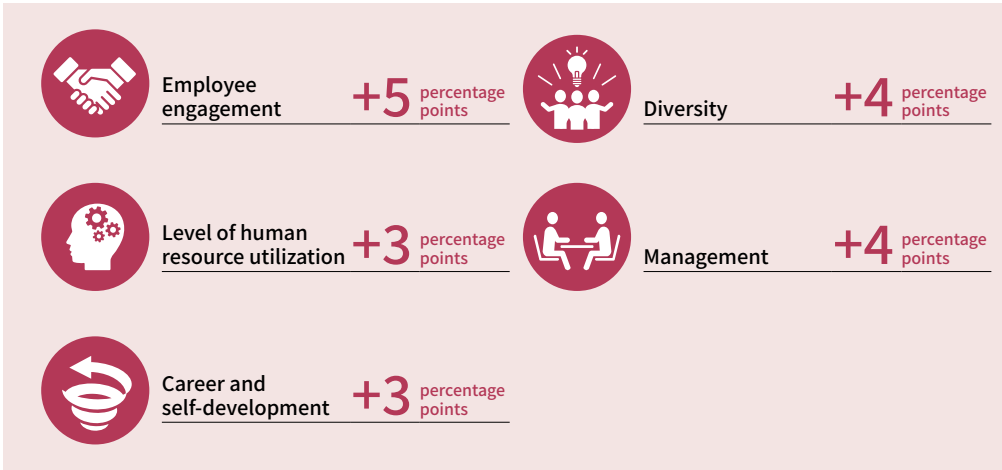 Employee
engagement
+5 percentage
points
Diversity
+4 percentage
points
Level of human
resource utilization
+3 percentage
points
Management
+4 percentage
points
Career and
self-development
+3 percentage
points